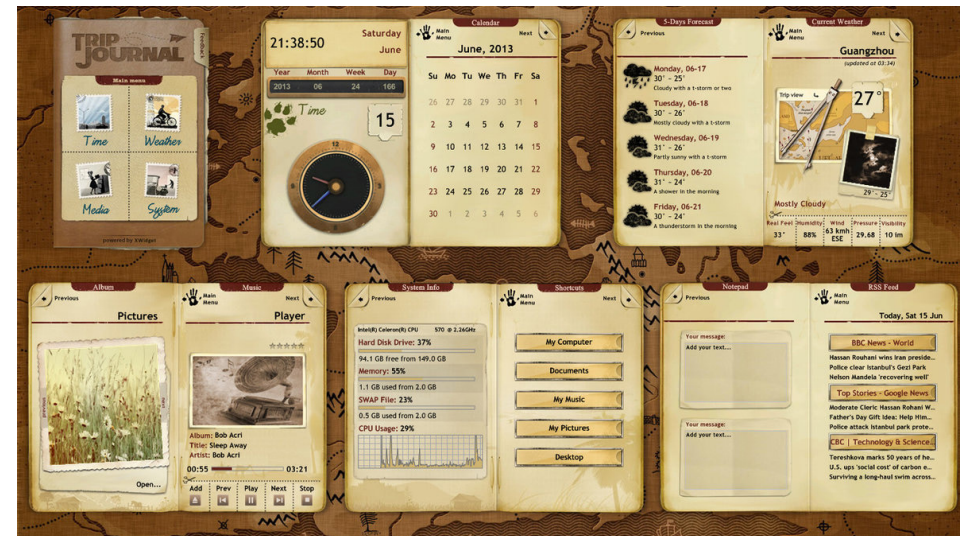 TRIP
JOURNAL
Feedback
Main menu
Time
Weather
Media
System
powered by XWidget
21:38:50
Saturday
June
Year Month Week Day
2013 06 24 166
Time
15
12
Calendar
Main
Menu
Next
June, 2013
Su Mo Tu We Th Fr Sa
26 27 28 29 30 31 1
2 3 4 5 6 7 8
9 10 11 12 13 14 15
16 17 18 19 20 21 22
23 24 25 26 27 28 29
30 1 2 3 4 5 6
5-Days Forecast
Previous
Monday, 06-17
30° - 25°
Cloudy with a t-storm or two
Tuesday, 06-18
30° - 26°
Mostly cloudy with a t-storm
Wednesday, 06-19
31° - 26°
Partly sunny with a t-storm
Thursday, 06-20
31° - 24°
A shower in the morning
Friday, 06-21
30° - 24°
A thunderstorm in the morning
Current Weather
Main
Menu
Next
Guangzhou
(updated at 03:34)
Trip view
27°
29° - 25°
Mostly Cloudy
Real Feel Humidity Wind Pressure Visibility
33° 88% 63 kmh ESE 29,68 10 lm
Album
Previous
Pictures
Open...
Music
Main
Menu
Next
Player
Album: Bob Acri
Title: Sleep Away
Artist: Bob Acri
00:55 03:21
Add Prev Play Next Stop
System Info
Previous
Intel(R) Celeron(R) CPU 570 @ 2.26GHz
Hard Disk Drive: 37%
94.1 GB free from 149.0 GB
Memory: 55%
1.1 GB used from 2.0 GB
SWAP File: 23%
0.5 GB used from 2.0 GB
CPU Usage: 29%
Shortcuts
Main
Menu
Next
My Computer
Documents
My Music
My Pictures
Desktop
Notepad
Previous
Your message:
Add your text...
Your message:
Add your text...
RSS Feed
Main
Menu
Today, Sat 15 Jun
BBC News - World
Hassan Rouhani wins Iran preside...
Police clear Istanbul's Gezi Park
Nelson Mandela 'recovering well'
Top Stories - Google News
Moderate Cleric Hassan Rohani W...
Father's Day Gift Idea: Help Him...
Police attack Istanbul park prote...
CBC | Technology & Science...
Tereshkova marks 50 years of he...
U.S. ups 'social cost' of carbon e...
Surviving a long-haul swim across...